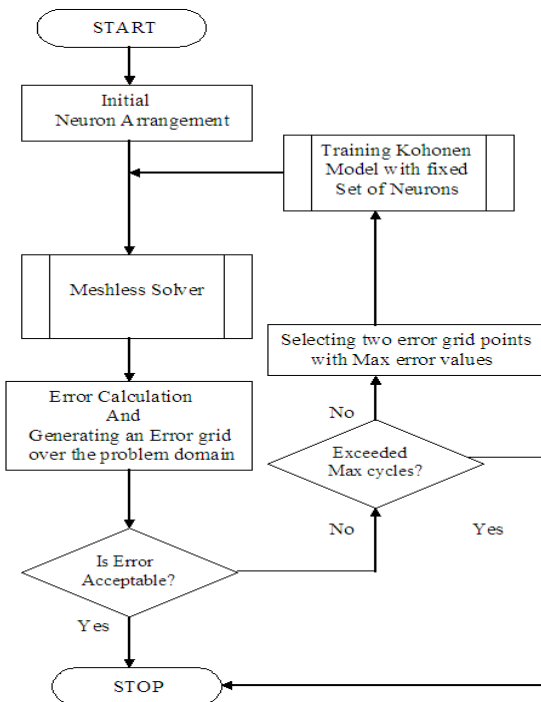 START
Initial
Neuron Arrangement
Training Kohonen
Model with fixed
Set of Neurons
Meshless Solver
Selecting two error grid points
with Max error values
Error Calculation
And
Generating an Error grid
over the problem domain
No
Exceeded
Max cycles?
No
Yes
Is Error
Acceptable?
Yes
STOP